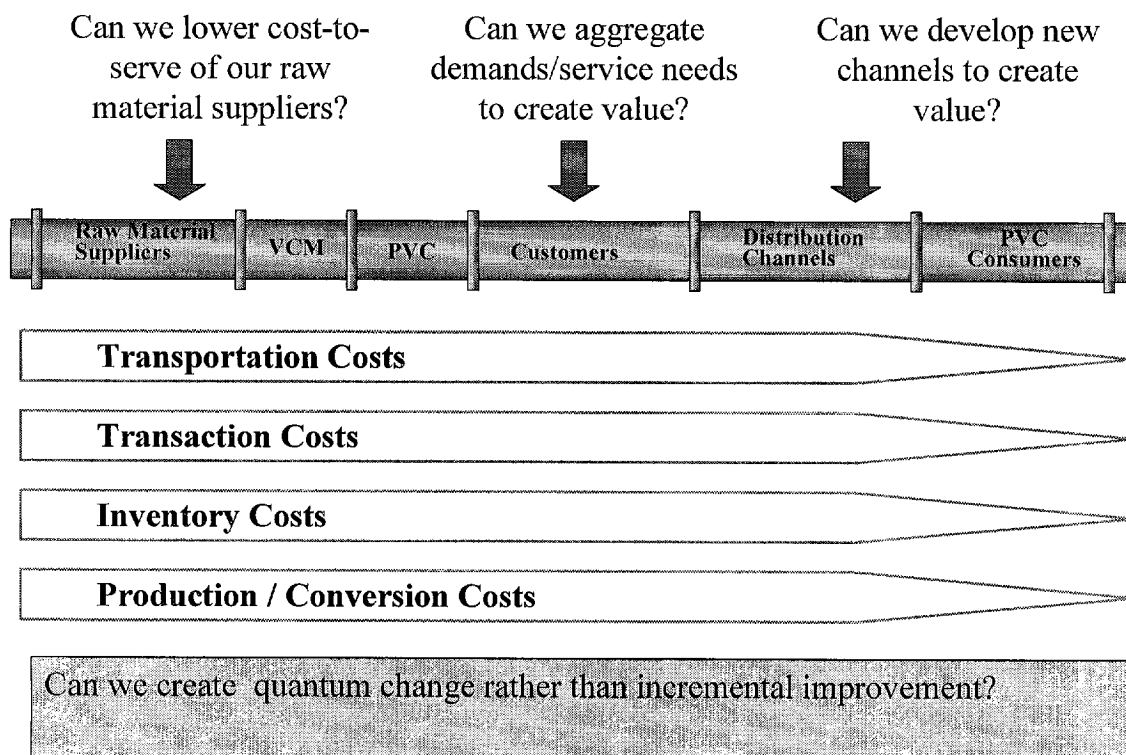 Can we lower cost-to-
serve of our raw
material suppliers?
Can we aggregate
demands/service needs
to create value?
Can we develop new
channels to create
value?
Raw Material
Suppliers
VCM
PVC
Customers
Distribution
Channels
PVC
Consumers
Transportation Costs
Transaction Costs
Inventory Costs
Production / Conversion Costs
Can we create quantum change rather than incremental improvement?